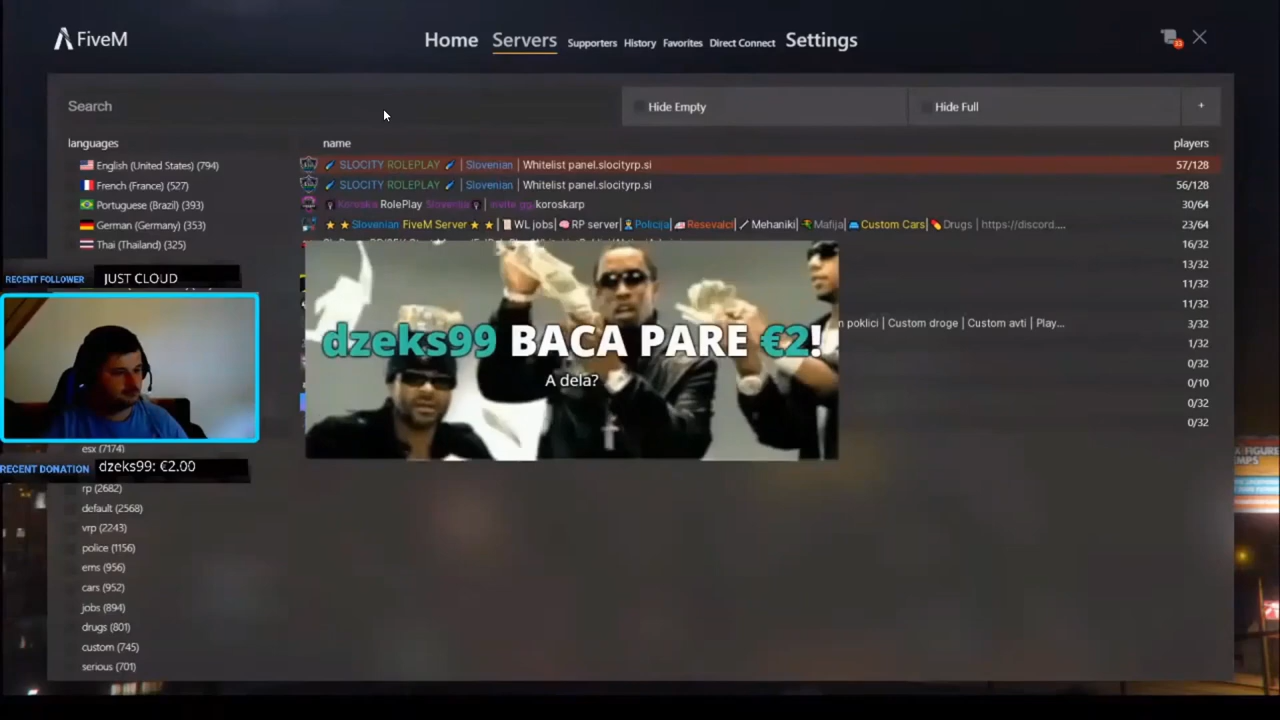 FiveM
Home Servers Supporters History Favorites Direct Connect Settings
33
Search
Hide Empty
Hide Full
+
languages
name
players
English (United States) (794)
French (France) (527)
Portuguese (Brazil) (393)
German (Germany) (353)
Thai (Thailand) (325)
SLOCITY ROLEPLAY | Slovenian | Whitelist panel.slocityrp.si 57/128
SLOCITY ROLEPLAY | Slovenian | Whitelist panel.slocityrp.si 56/128
Koroska RolePlay Slovenija | invite gg koroskarp 30/64
★ ★ Slovenian FiveM Server ★ ★ | WL jobs| RP server| Policija| Resevalci| Mehaniki| Mafija| Custom Cars| Drugs | https://discord.... 23/64
16/32
13/32
11/32
11/32
poklici | Custom droge | Custom avti | Play... 3/32
1/32
0/32
0/10
0/32
0/32
RECENT FOLLOWER JUST CLOUD
dzeks99 BACA PARE €2!
A dela?
esx (7174)
RECENT DONATION dzeks99: €2.00
rp (2682)
default (2568)
vrp (2243)
police (1156)
ems (956)
cars (952)
jobs (894)
drugs (801)
custom (745)
serious (701)